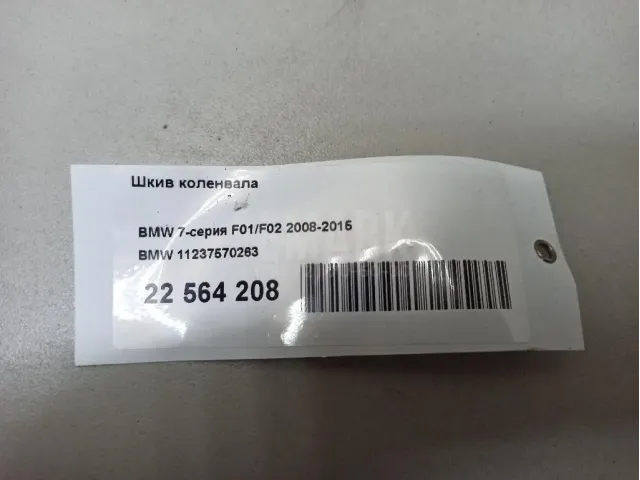 Шкив коленвала
BMW 7-серия F01/F02 2008-2015
BMW 11237570263
22 564 208